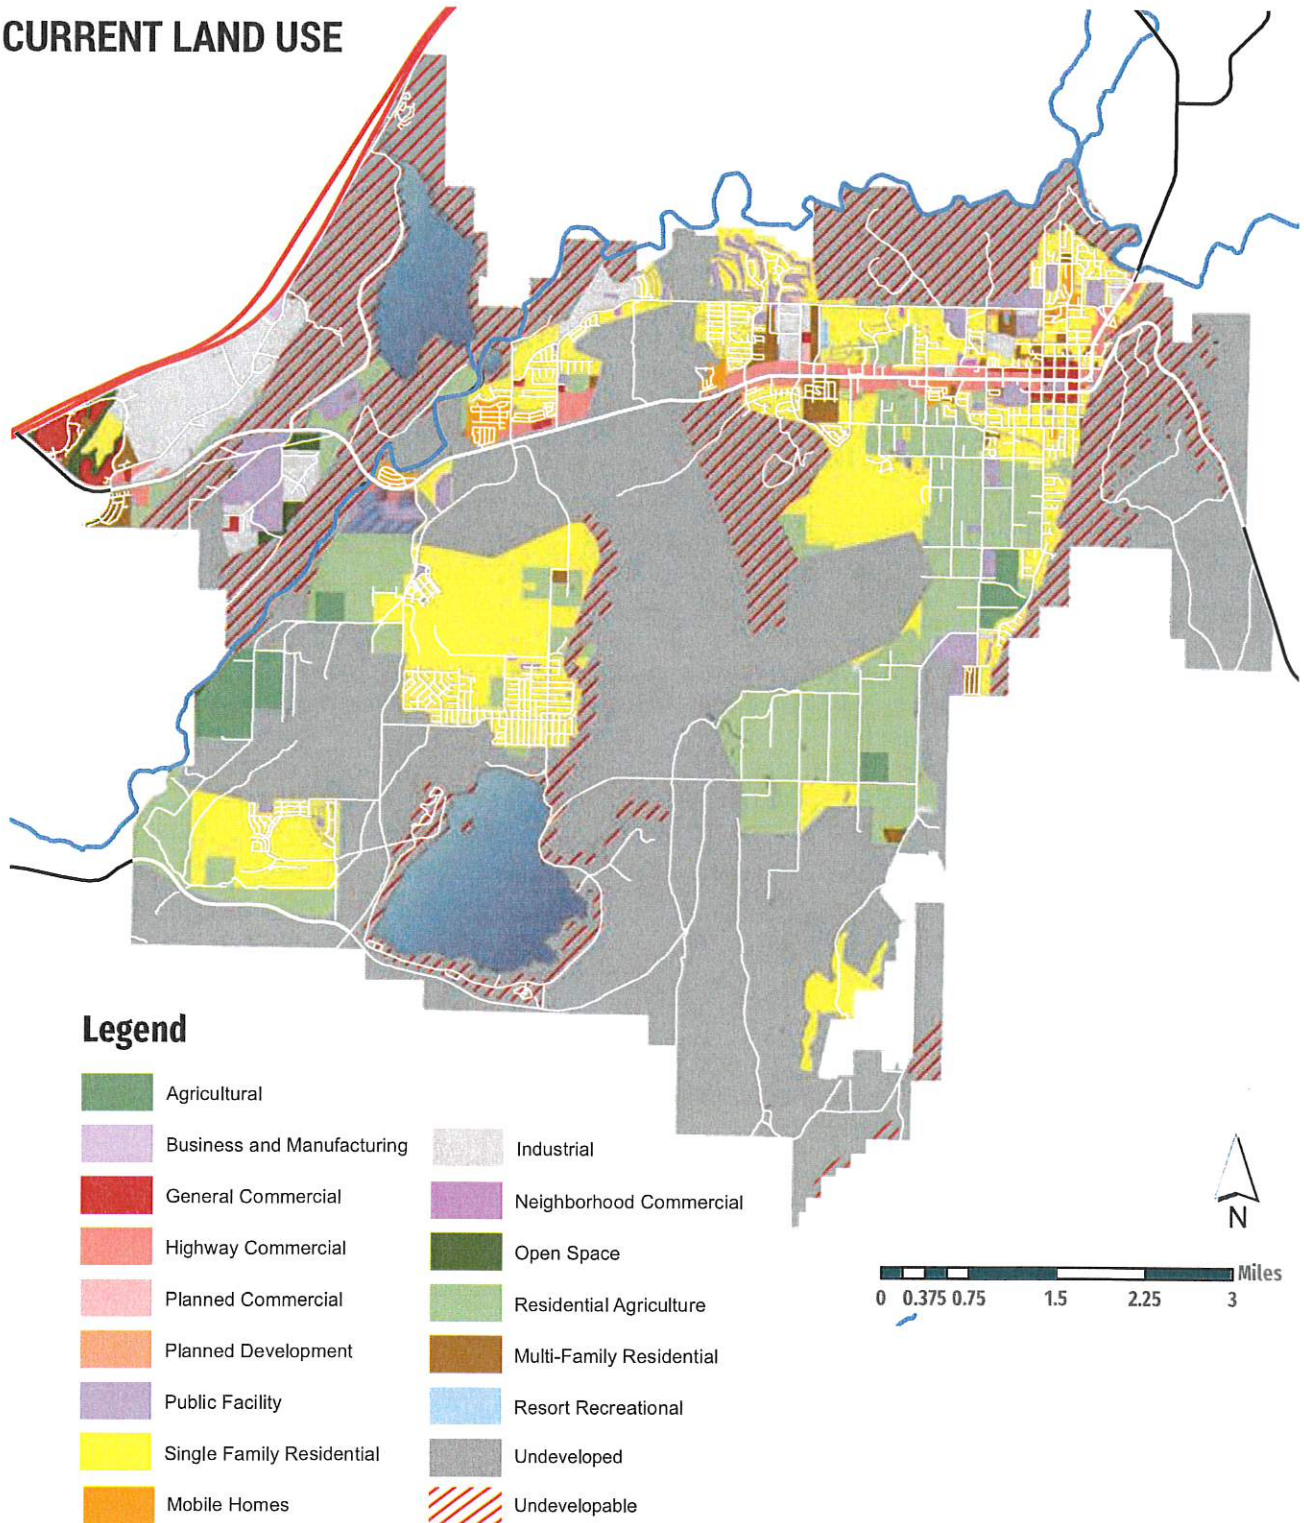 CURRENT LAND USE
Legend
Agricultural
Business and Manufacturing
General Commercial
Highway Commercial
Planned Commercial
Planned Development
Public Facility
Single Family Residential
Mobile Homes
Industrial
Neighborhood Commercial
Open Space
Residential Agriculture
Multi-Family Residential
Resort Recreational
Undeveloped
Undevelopable
N
Miles
0 0.375 0.75 1.5 2.25 3